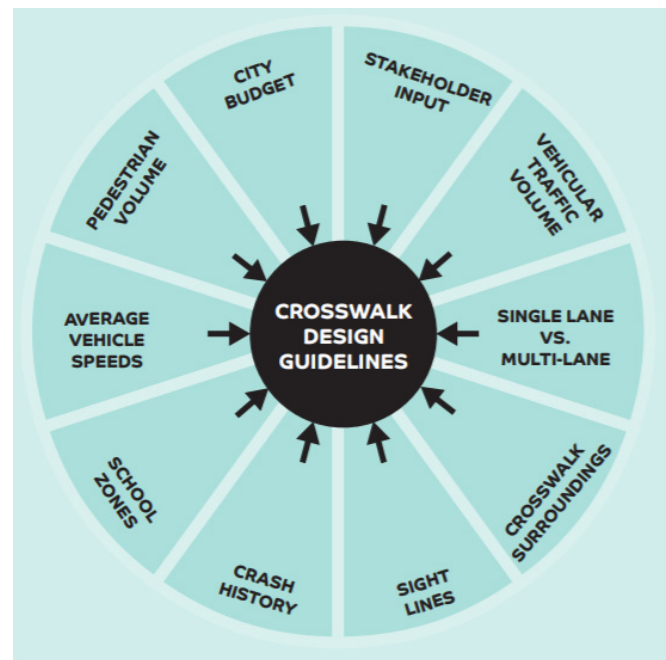 CITY
BUDGET
STAKEHOLDER
INPUT
VEHICULAR
TRAFFIC
VOLUME
SINGLE LANE
VS.
MULTI-LANE
CROSSWALK
SURROUNDINGS
SIGHT
LINES
CRASH
HISTORY
SCHOOL
ZONES
AVERAGE
VEHICLE
SPEEDS
PEDESTRIAN
VOLUME
CROSSWALK
DESIGN
GUIDELINES